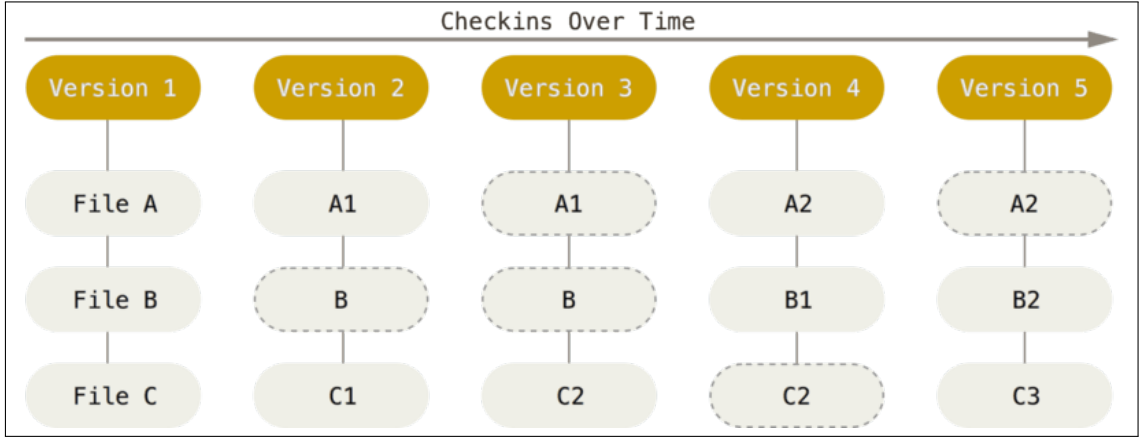 Checkins Over Time
Version 1 Version 2 Version 3 Version 4 Version 5
File A A1 A1 A2 A2
File B B B B1 B2
File C C1 C2 C2 C3